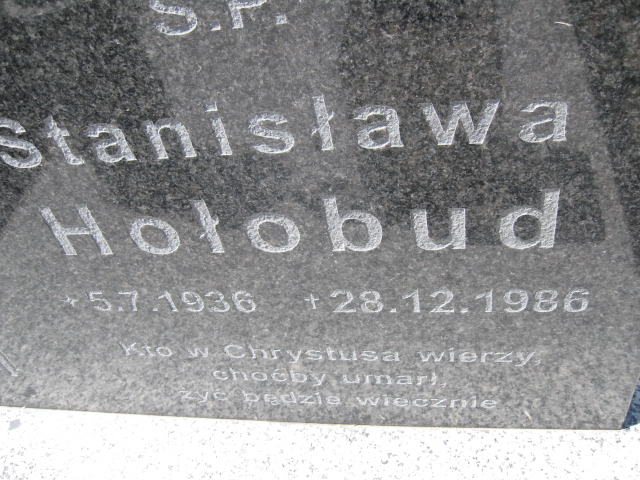 Ś.P.
Stanisława
Hołobud
* 5.7.1936 † 28.12.1986
Kto w Chrystusa wierzy,
choćby umarł,
żyć będzie wiecznie